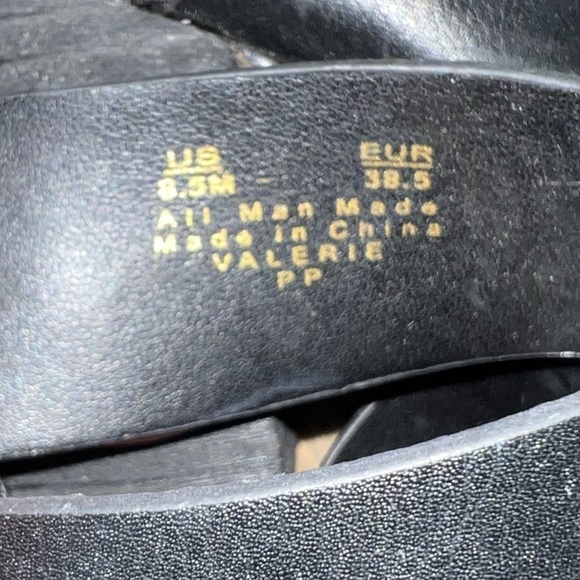 US EUR
8.5M 38.5
All Man Made
Made in China
VALERIE
PP